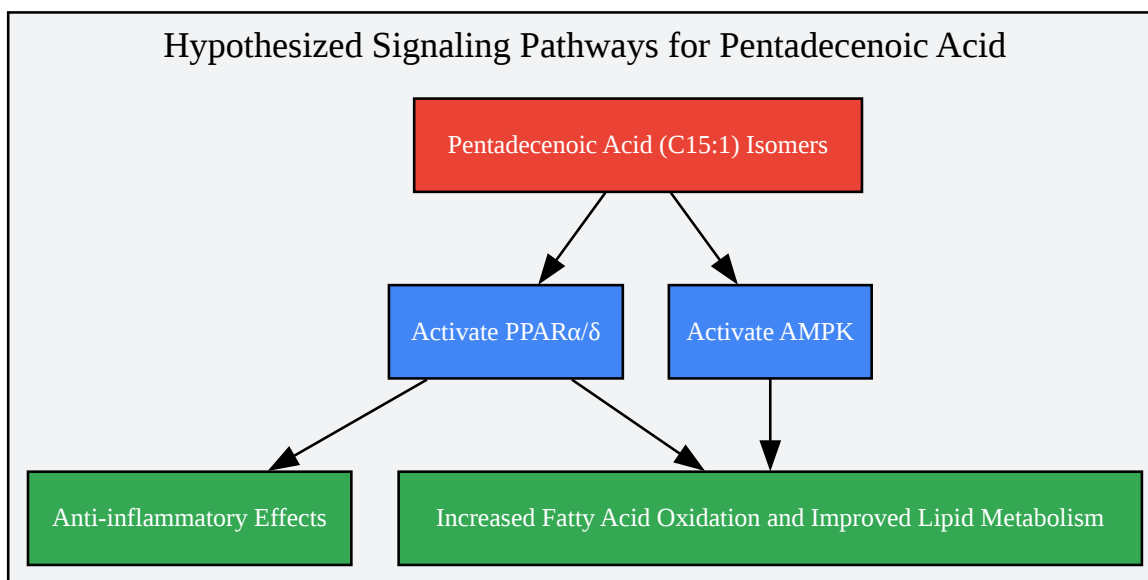 Hypothesized Signaling Pathways for Pentadecenoic Acid
Pentadecenoic Acid (C15:1) Isomers
Activate PPARα/δ
Activate AMPK
Anti-inflammatory Effects
Increased Fatty Acid Oxidation and Improved Lipid Metabolism